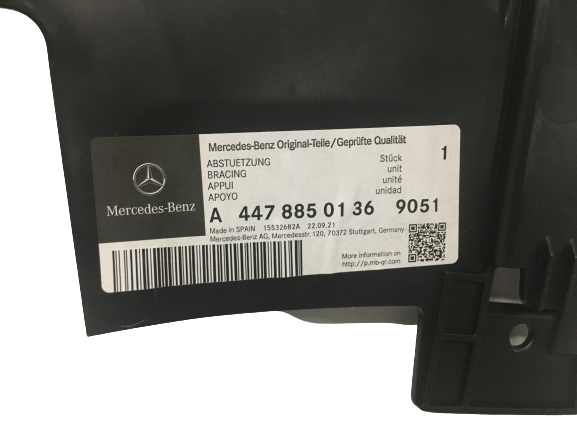 Mercedes-Benz
Mercedes-Benz Original-Teile/Geprüfte Qualität
ABSTUETZUNG Stück 1
BRACING unit
APPUI unité
APOYO unidad
A 447 885 01 36 9051
Made in SPAIN 15532682A 22.09.21
Mercedes-Benz AG, Mercedesstr. 120, 70372 Stuttgart, Germany
More information on
http://p.mb-qr.com